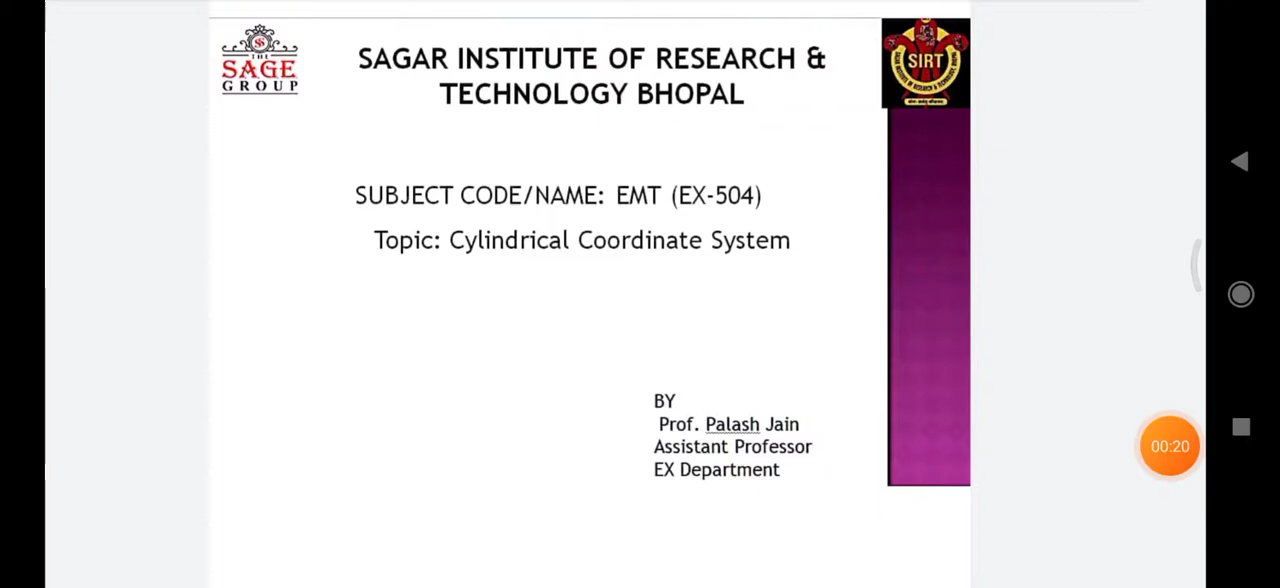 THE
SAGE
GROUP
SAGAR INSTITUTE OF RESEARCH &
TECHNOLOGY BHOPAL
SIRT
SUBJECT CODE/NAME: EMT (EX-504)
Topic: Cylindrical Coordinate System
BY
Prof. Palash Jain
Assistant Professor
EX Department
00:20